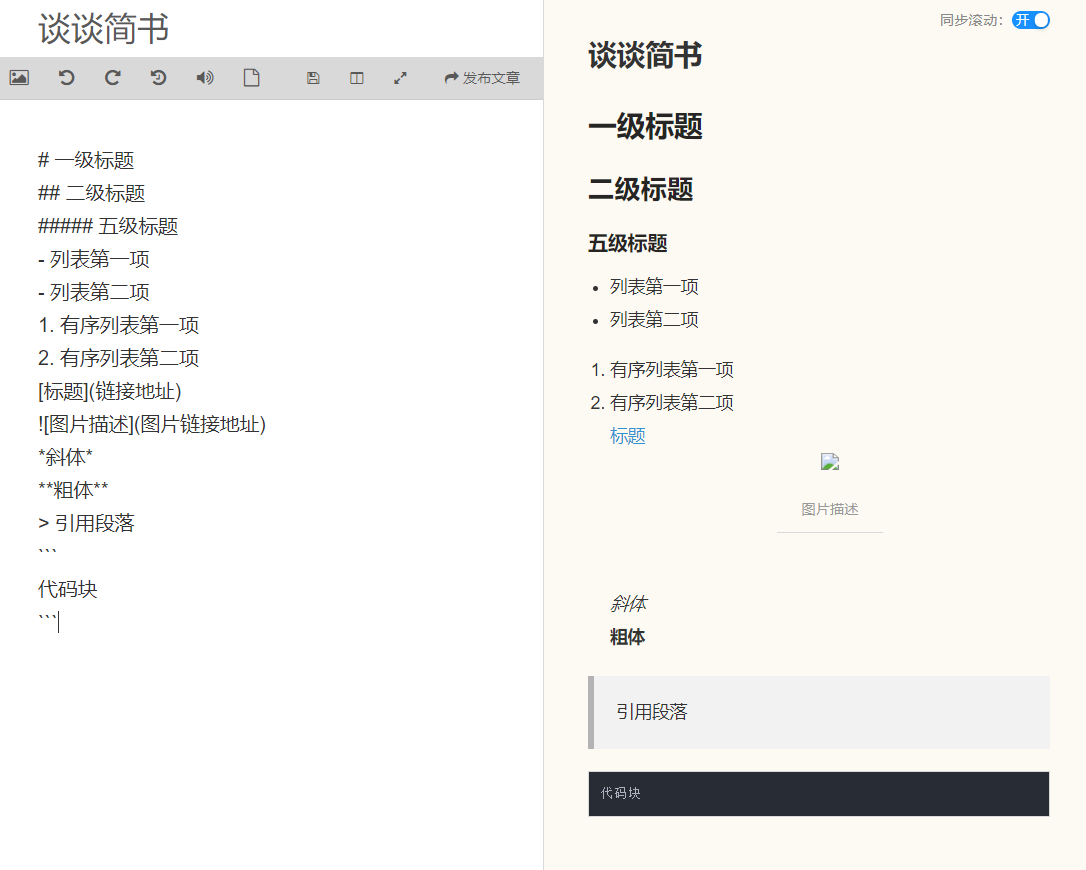 谈谈简书
发布文章
# 一级标题
## 二级标题
##### 五级标题
- 列表第一项
- 列表第二项
1. 有序列表第一项
2. 有序列表第二项
[标题](链接地址)
![图片描述](图片链接地址)
*斜体*
**粗体**
> 引用段落
```
代码块
```
同步滚动：开
谈谈简书
一级标题
二级标题
五级标题
• 列表第一项
• 列表第二项
1. 有序列表第一项
2. 有序列表第二项
标题
图片描述
斜体
粗体
引用段落
代码块